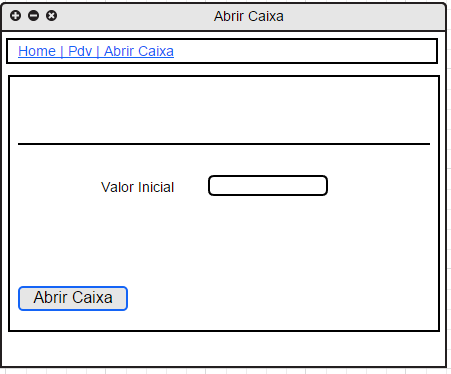 Abrir Caixa
Home | Pdv | Abrir Caixa
Valor Inicial
Abrir Caixa